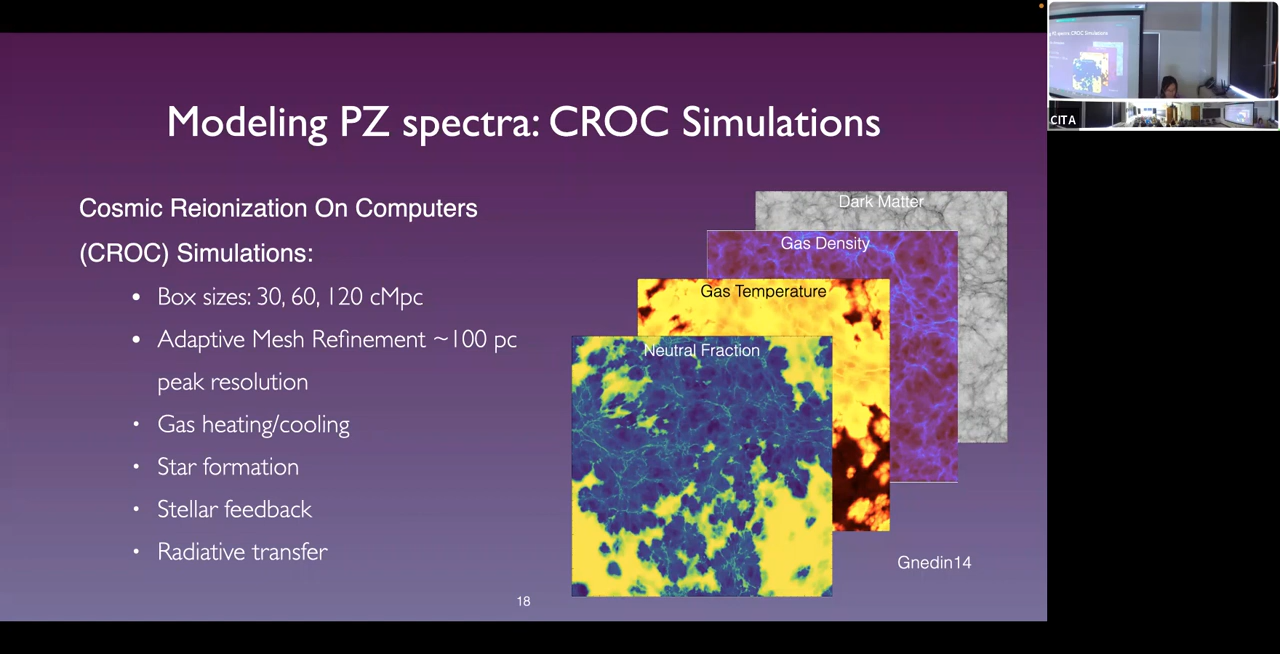 Modeling PZ spectra: CROC Simulations
Cosmic Reionization On Computers
(CROC) Simulations:
• Box sizes: 30, 60, 120 cMpc
• Adaptive Mesh Refinement ~100 pc
peak resolution
• Gas heating/cooling
• Star formation
• Stellar feedback
• Radiative transfer
Dark Matter
Gas Density
Gas Temperature
Neutral Fraction
Gnedin14
18
CITA